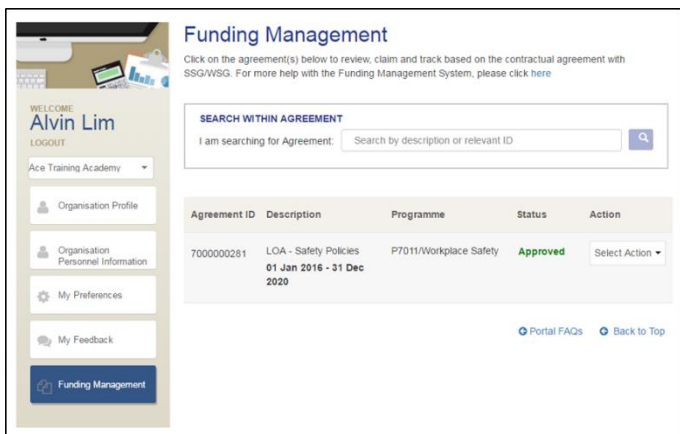 WELCOME
Alvin Lim
LOGOUT
Ace Training Academy
Organisation Profile
Organisation
Personnel Information
My Preferences
My Feedback
Funding Management
Funding Management
Click on the agreement(s) below to review, claim and track based on the contractual agreement with
SSG/WSG. For more help with the Funding Management System, please click here
SEARCH WITHIN AGREEMENT
I am searching for Agreement: Search by description or relevant ID
Agreement ID Description Programme Status Action
7000000281 LOA - Safety Policies P7011/Workplace Safety Approved Select Action
01 Jan 2016 - 31 Dec
2020
Portal FAQs Back to Top